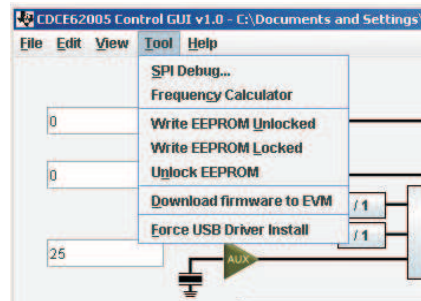 CDCE62005 Control GUI v1.0 - C:\Documents and Settings\
File Edit View Tool Help
SPI Debug...
Frequency Calculator
0
Write EEPROM Unlocked
Write EEPROM Locked
0
Unlock EEPROM
Download firmware to EVM
/ 1
Force USB Driver Install
/ 1
25
AUX